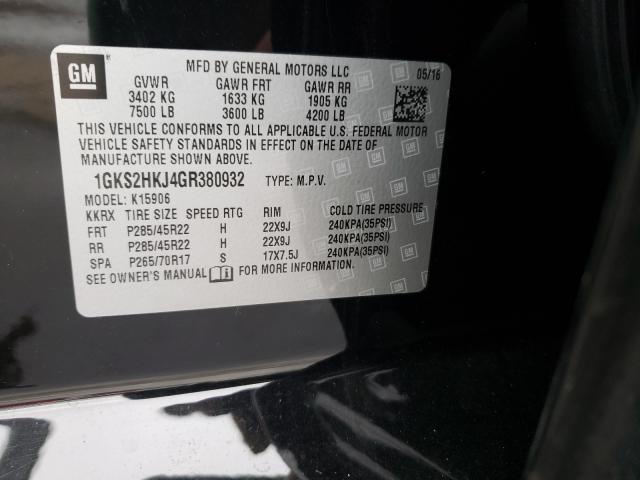 GM
MFD BY GENERAL MOTORS LLC 05/16
GVWR GAWR FRT GAWR RR
3402 KG 1633 KG 1905 KG
7500 LB 3600 LB 4200 LB
THIS VEHICLE CONFORMS TO ALL APPLICABLE U.S. FEDERAL MOTOR
VEHICLE SAFETY STANDARDS IN EFFECT ON THE DATE OF
MANUFACTURE SHOWN ABOVE.
1GKS2HKJ4GR380932 TYPE: M.P.V.
MODEL: K15906
KKRX TIRE SIZE SPEED RTG RIM COLD TIRE PRESSURE
FRT P285/45R22 H 22X9J 240KPA(35PSI)
RR P285/45R22 H 22X9J 240KPA(35PSI)
SPA P265/70R17 S 17X7.5J 240KPA(35PSI)
SEE OWNER'S MANUAL FOR MORE INFORMATION.